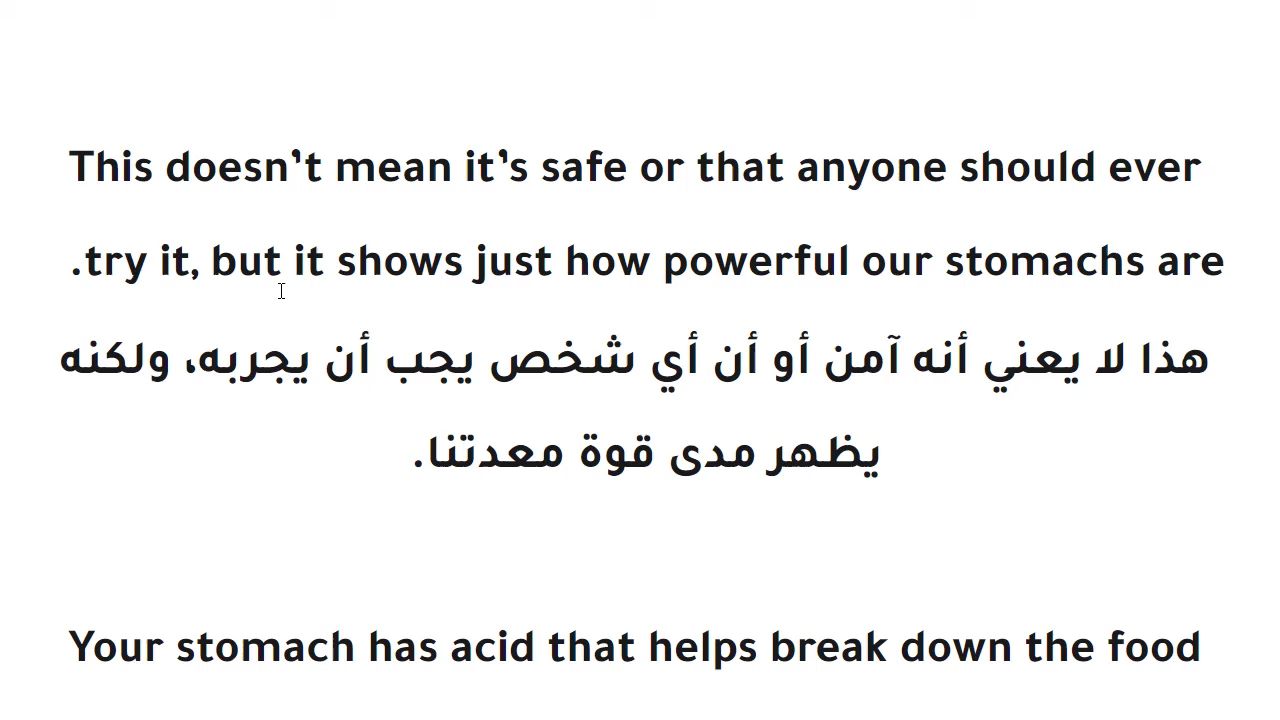 This doesn’t mean it’s safe or that anyone should ever
.try it, but it shows just how powerful our stomachs are
هذا لا يعني أنه آمن أو أن أي شخص يجب أن يجربه، ولكنه
يظهر مدى قوة معدتنا.
Your stomach has acid that helps break down the food